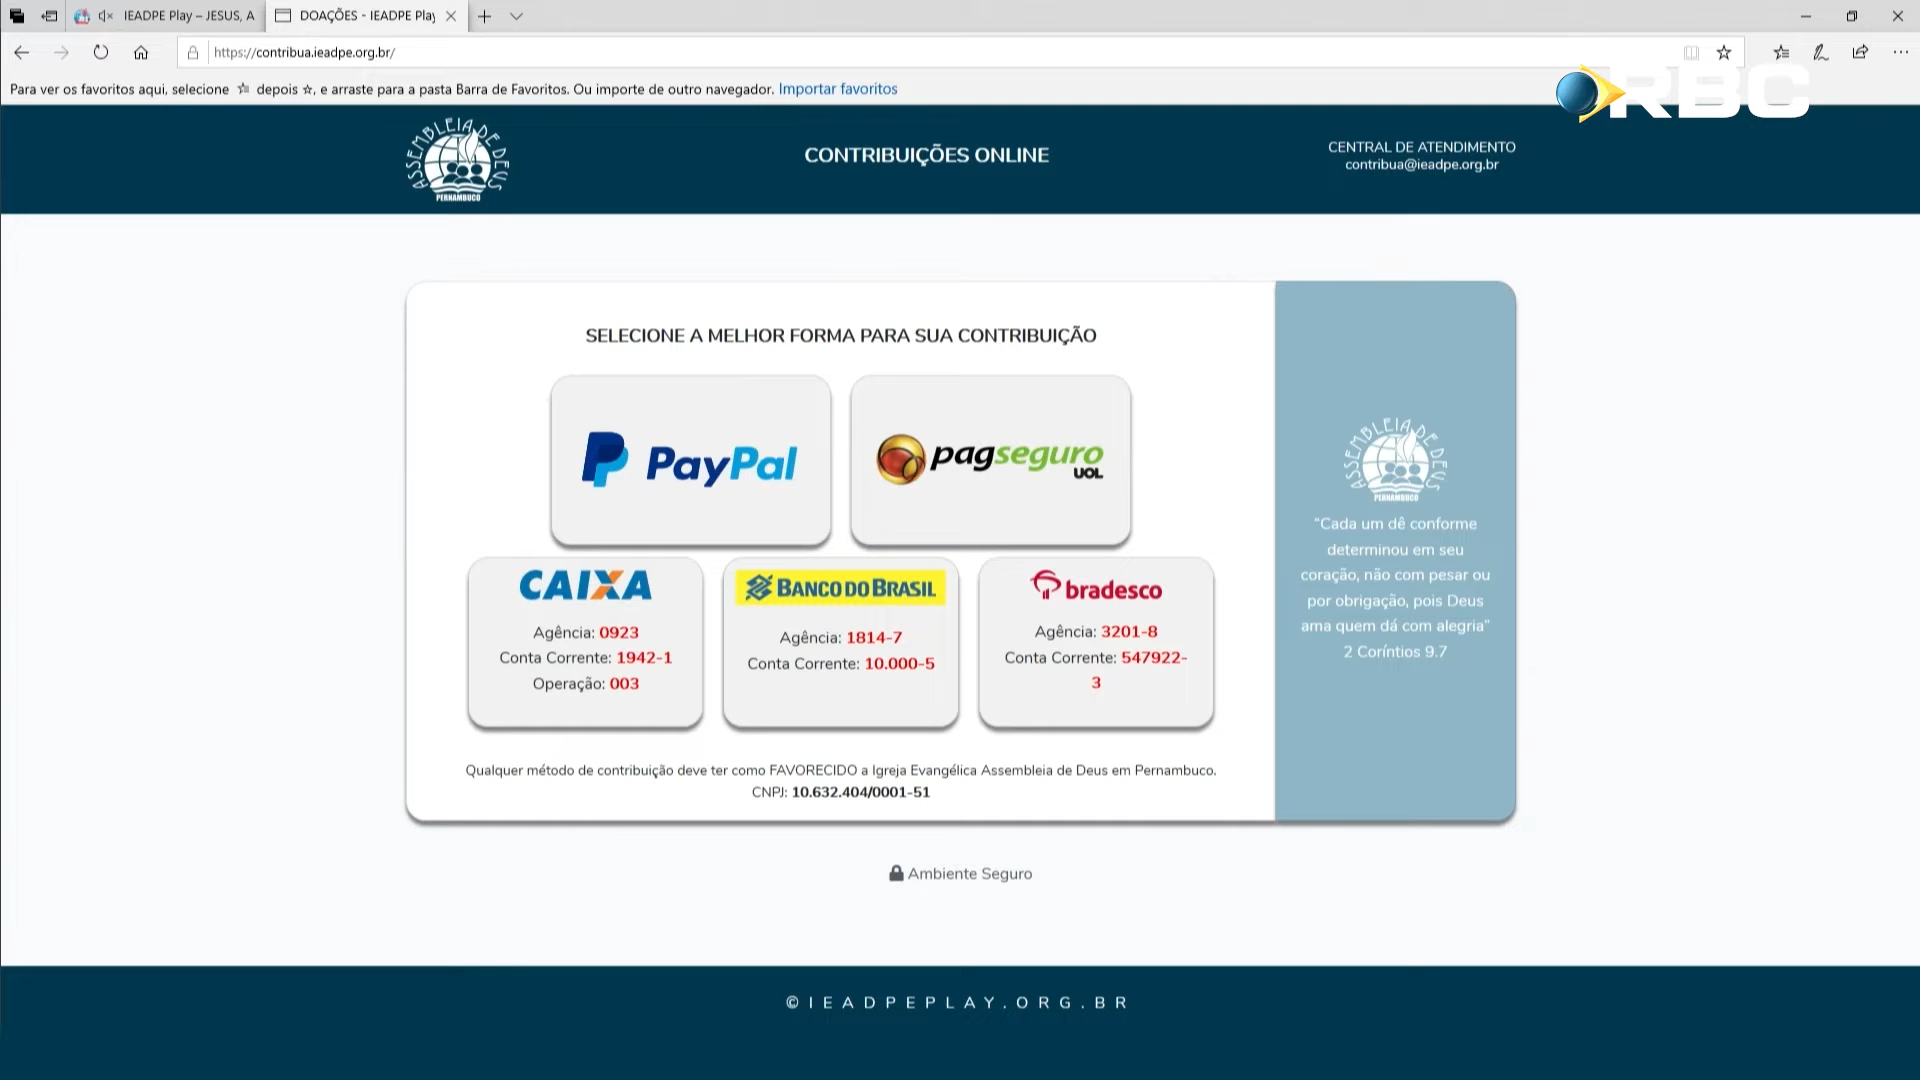 IEADPE Play – JESUS, A
DOAÇÕES - IEADPE Play
https://contribua.ieadpe.org.br/
Para ver os favoritos aqui, selecione depois ☆, e arraste para a pasta Barra de Favoritos. Ou importe de outro navegador. Importar favoritos
RBC
ASSEMBLEIA DE DEUS
PERNAMBUCO
CONTRIBUIÇÕES ONLINE
CENTRAL DE ATENDIMENTO
contribua@ieadpe.org.br
SELECIONE A MELHOR FORMA PARA SUA CONTRIBUIÇÃO
PayPal
pagseguro
UOL
CAIXA
Agência: 0923
Conta Corrente: 1942-1
Operação: 003
BANCO DO BRASIL
Agência: 1814-7
Conta Corrente: 10.000-5
bradesco
Agência: 3201-8
Conta Corrente: 547922-
3
Qualquer método de contribuição deve ter como FAVORECIDO a Igreja Evangélica Assembleia de Deus em Pernambuco.
CNPJ: 10.632.404/0001-51
ASSEMBLEIA DE DEUS
PERNAMBUCO
“Cada um dê conforme
determinou em seu
coração, não com pesar ou
por obrigação, pois Deus
ama quem dá com alegria”
2 Coríntios 9.7
Ambiente Seguro
©IEADPEPLAY.ORG.BR